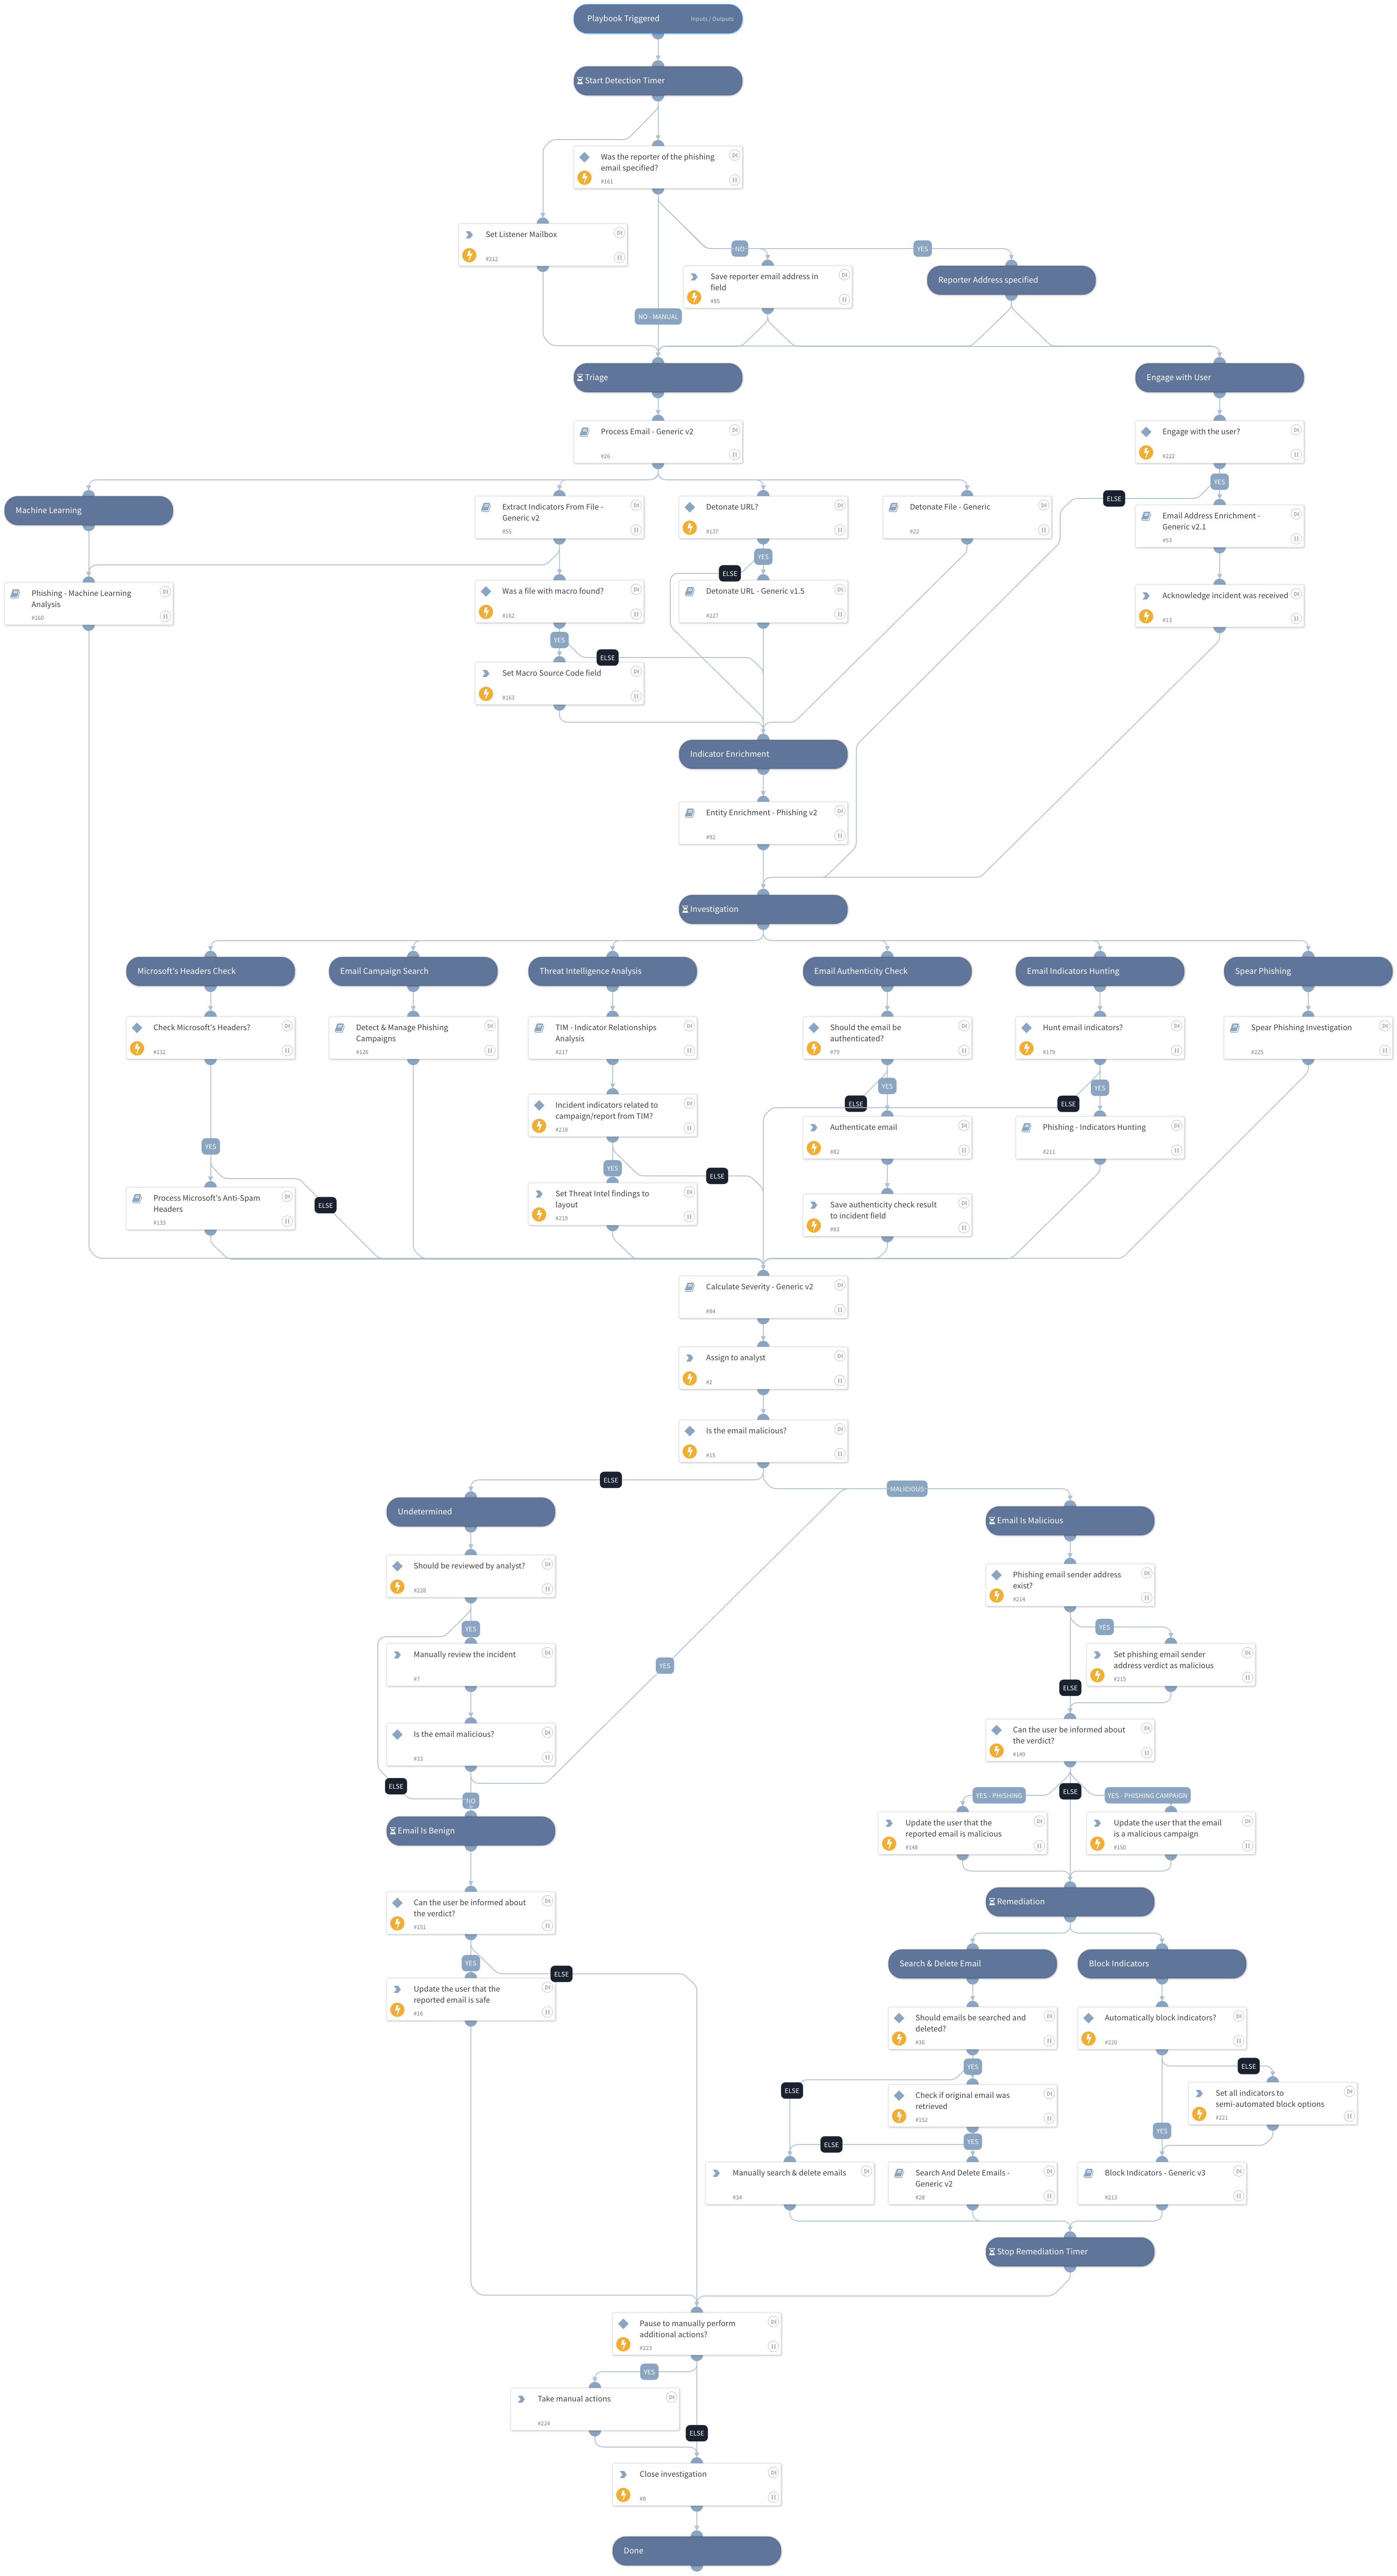 Playbook Triggered
Inputs / Outputs
Start Detection Timer
Was the reporter of the phishing
email specified?
#161
Set Listener Mailbox
#212
NO
YES
Save reporter email address in
field
#85
Reporter Address specified
NO - MANUAL
Triage
Engage with User
Process Email - Generic v2
#26
Engage with the user?
#222
YES
ELSE
Machine Learning
Extract Indicators From File -
Generic v2
#55
Detonate URL?
#137
Detonate File - Generic
#22
Email Address Enrichment -
Generic v2.1
#53
YES
ELSE
Phishing - Machine Learning
Analysis
#160
Was a file with macro found?
#162
Detonate URL - Generic v1.5
#227
Acknowledge incident was received
#13
YES
ELSE
Set Macro Source Code field
#163
Indicator Enrichment
Entity Enrichment - Phishing v2
#92
Investigation
Microsoft's Headers Check
Email Campaign Search
Threat Intelligence Analysis
Email Authenticity Check
Email Indicators Hunting
Spear Phishing
Check Microsoft's Headers?
#132
Detect & Manage Phishing
Campaigns
#126
TIM - Indicator Relationships
Analysis
#217
Should the email be
authenticated?
#79
Hunt email indicators?
#179
Spear Phishing Investigation
#225
YES
YES
ELSE
ELSE
Incident indicators related to
campaign/report from TIM?
#218
Authenticate email
#82
Phishing - Indicators Hunting
#211
YES
YES
ELSE
Process Microsoft's Anti-Spam
Headers
#133
ELSE
Set Threat Intel findings to
layout
#219
Save authenticity check result
to incident field
#83
Calculate Severity - Generic v2
#84
Assign to analyst
#2
Is the email malicious?
#15
ELSE
MALICIOUS
Undetermined
Email Is Malicious
Should be reviewed by analyst?
#228
Phishing email sender address
exist?
#214
YES
YES
Manually review the incident
#7
YES
Set phishing email sender
address verdict as malicious
#215
ELSE
Is the email malicious?
#33
Can the user be informed about
the verdict?
#149
ELSE
NO
YES - PHISHING
ELSE
YES - PHISHING CAMPAIGN
Email Is Benign
Update the user that the
reported email is malicious
#148
Update the user that the email
is a malicious campaign
#150
Can the user be informed about
the verdict?
#151
Remediation
YES
ELSE
Search & Delete Email
Block Indicators
Update the user that the
reported email is safe
#16
Should emails be searched and
deleted?
#36
Automatically block indicators?
#220
YES
ELSE
ELSE
Check if original email was
retrieved
#152
Set all indicators to
semi-automated block options
#221
YES
YES
ELSE
Manually search & delete emails
#34
Search And Delete Emails -
Generic v2
#28
Block Indicators - Generic v3
#213
Stop Remediation Timer
Pause to manually perform
additional actions?
#223
YES
Take manual actions
#224
ELSE
Close investigation
#8
Done